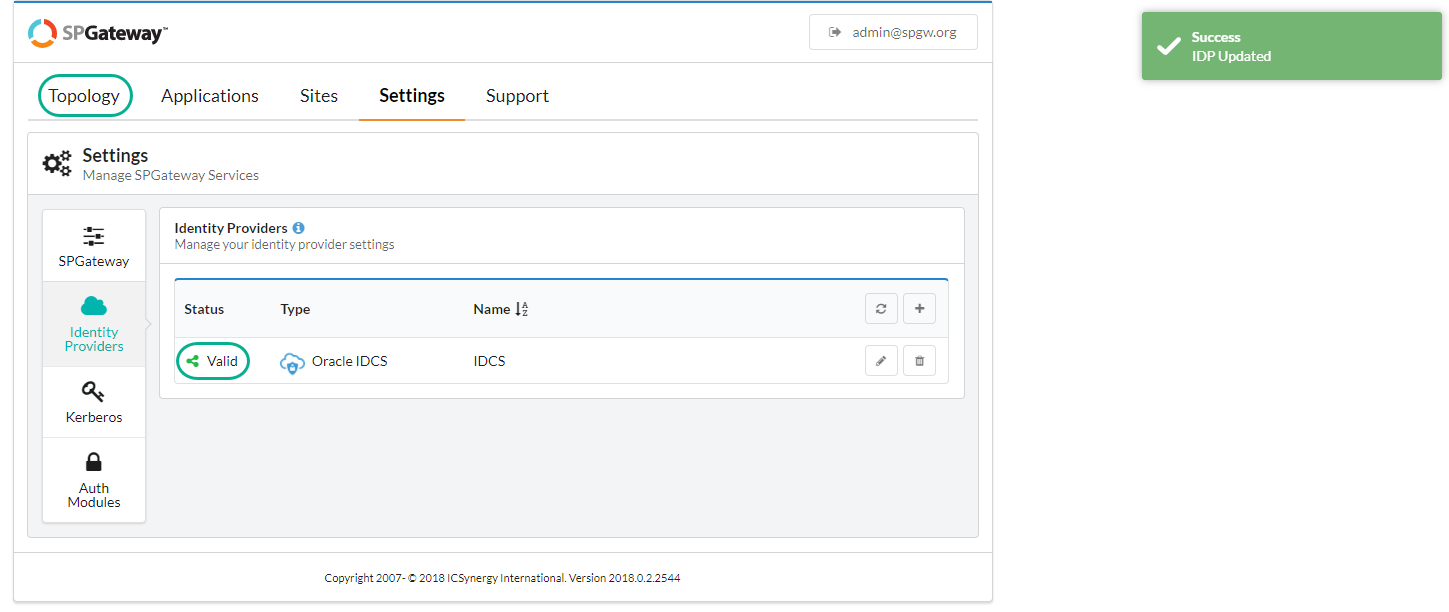 SPGateway™
admin@spgw.org
Success
IDP Updated
Topology Applications Sites Settings Support
Settings
Manage SPGateway Services
SPGateway
Identity
Providers
Kerberos
Auth
Modules
Identity Providers
Manage your identity provider settings
Status Type Name
Valid Oracle IDCS IDCS
Copyright 2007- © 2018 ICSynergy International. Version 2018.0.2.2544